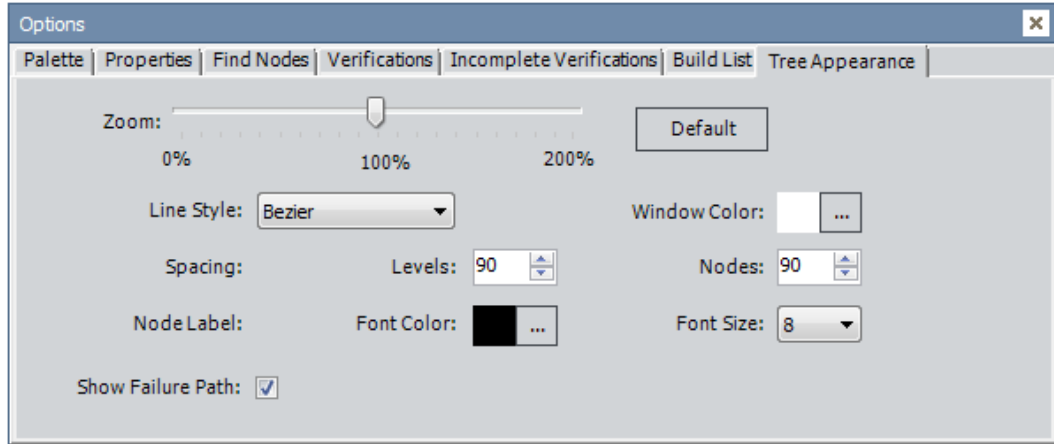 Options
Palette Properties Find Nodes Verifications Incomplete Verifications Build List Tree Appearance
Zoom: Default
0% 100% 200%
Line Style: Bezier Window Color: ...
Spacing: Levels: 90 Nodes: 90
Node Label: Font Color: ... Font Size: 8
Show Failure Path: